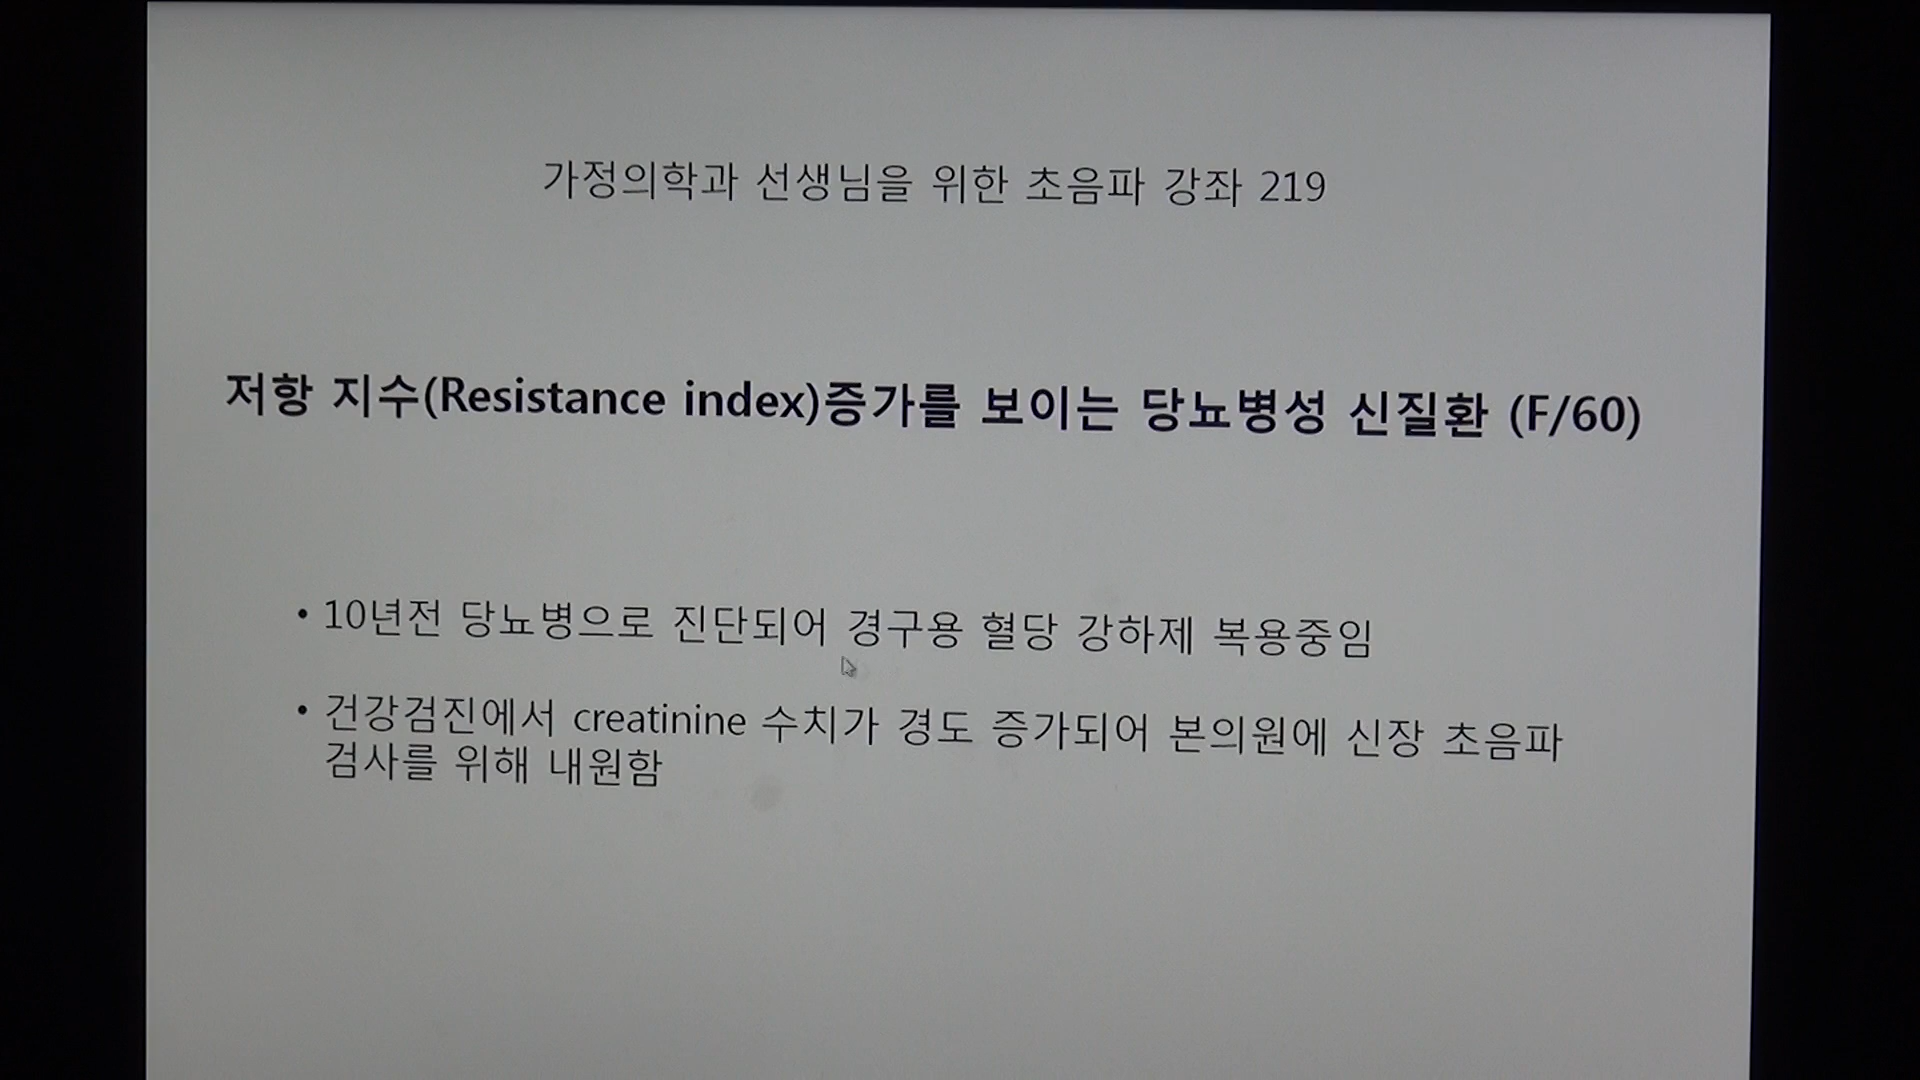 가정의학과 선생님을 위한 초음파 강좌 219
저항 지수(Resistance index)증가를 보이는 당뇨병성 신질환 (F/60)
• 10년전 당뇨병으로 진단되어 경구용 혈당 강하제 복용중임
• 건강검진에서 creatinine 수치가 경도 증가되어 본의원에 신장 초음파
검사를 위해 내원함